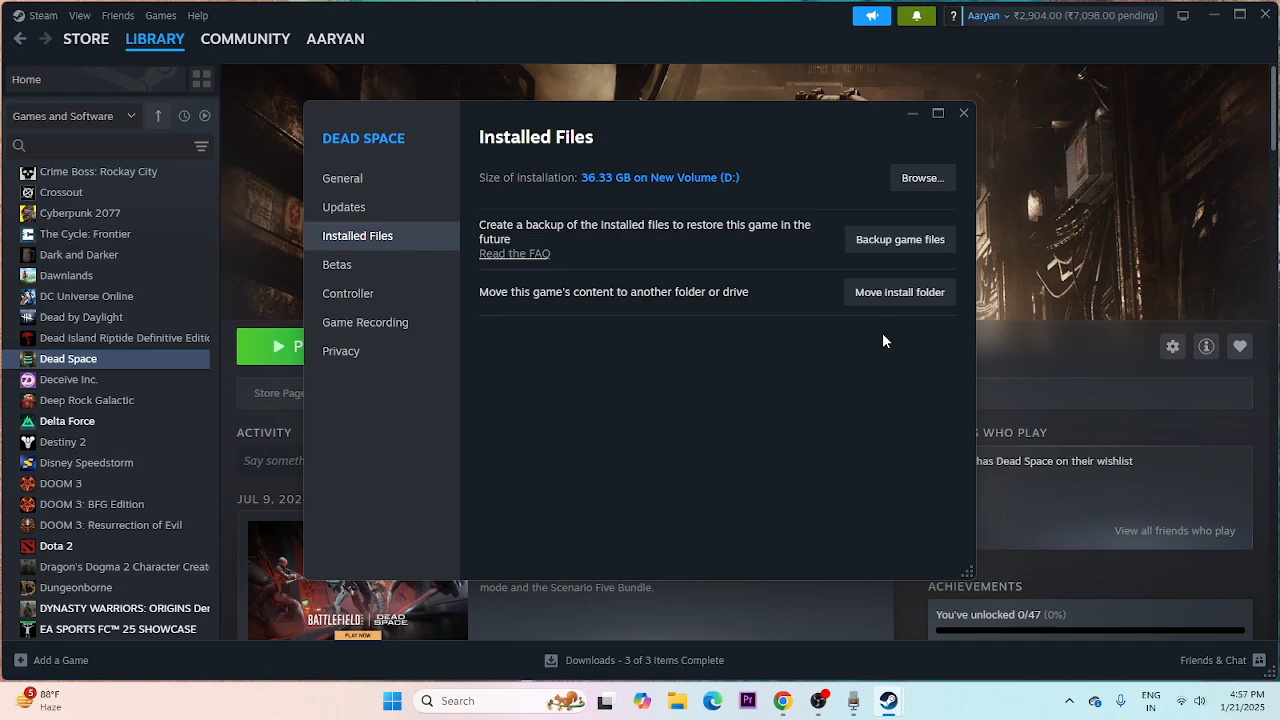 Steam View Friends Games Help
? Aaryan ₹2,904.00 (₹7,098.00 pending)
STORE LIBRARY COMMUNITY AARYAN
Home
Games and Software
Crime Boss: Rockay City
Crossout
Cyberpunk 2077
The Cycle: Frontier
Dark and Darker
Dawnlands
DC Universe Online
Dead by Daylight
Dead Island Riptide Definitive Editic
Dead Space
Deceive Inc.
Deep Rock Galactic
Delta Force
Destiny 2
Disney Speedstorm
DOOM 3
DOOM 3: BFG Edition
DOOM 3: Resurrection of Evil
Dota 2
Dragon's Dogma 2 Character Creato
Dungeonborne
DYNASTY WARRIORS: ORIGINS Der
EA SPORTS FC™ 25 SHOWCASE
DEAD SPACE
General
Updates
Installed Files
Betas
Controller
Game Recording
Privacy
Installed Files
Size of installation: 36.33 GB on New Volume (D:)
Browse...
Create a backup of the installed files to restore this game in the
future
Read the FAQ
Backup game files
Move this game's content to another folder or drive
Move install folder
P
Store Page
ACTIVITY
Say someth
JUL 9, 202
BATTLEFIELD DEAD SPACE
PLAY NOW
mode and the Scenario Five Bundle.
S WHO PLAY
has Dead Space on their wishlist
View all friends who play
ACHIEVEMENTS
You've unlocked 0/47 (0%)
Add a Game
Downloads - 3 of 3 Items Complete
Friends & Chat
5
88°F
Haze
Search
Pr
ENG
IN
4:57 PM
1/21/2025